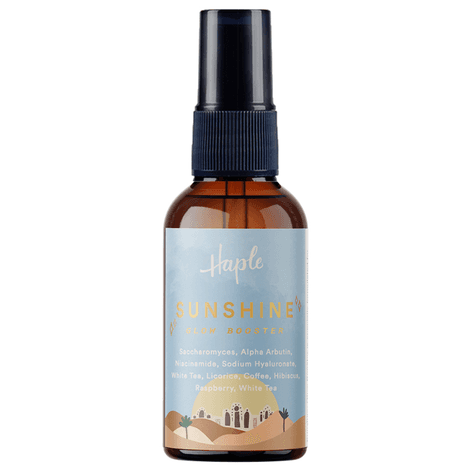 Haple
SUNSHINE
GLOW BOOSTER
Saccharomyces, Alpha Arbutin,
Niacinamide, Sodium Hyaluronate,
White Tea, Licorice, Coffee, Hibiscus,
Raspberry, White Tea